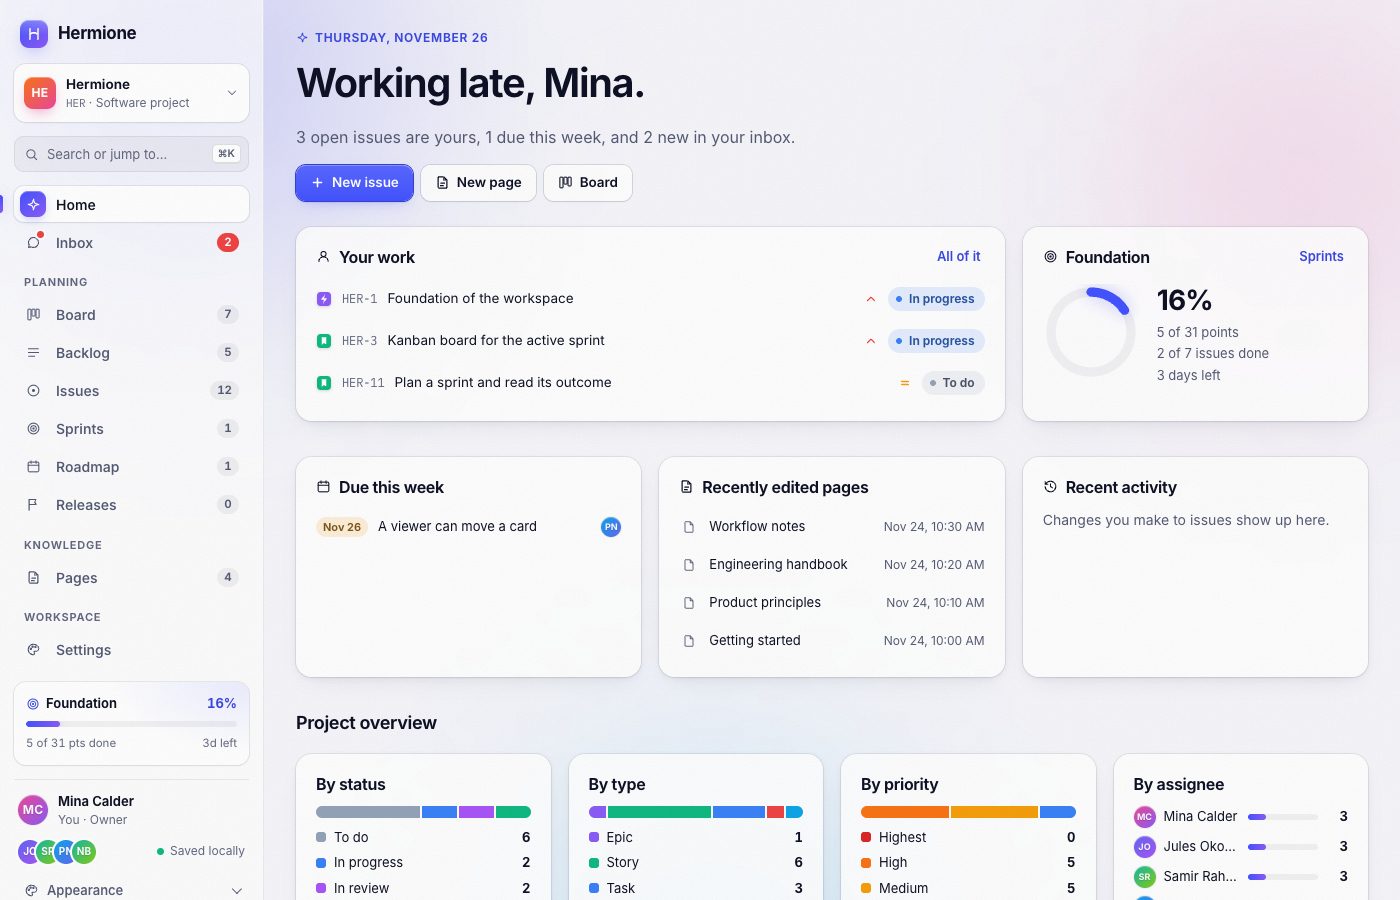 Hermione
HE
Hermione
HER · Software project
Search or jump to...
⌘K
Home
Inbox
2
PLANNING
Board
7
Backlog
5
Issues
12
Sprints
1
Roadmap
1
Releases
0
KNOWLEDGE
Pages
4
WORKSPACE
Settings
Foundation
16%
5 of 31 pts done
3d left
MC
Mina Calder
You · Owner
JO
SR
PN
NB
Saved locally
Appearance
THURSDAY, NOVEMBER 26
Working late, Mina.
3 open issues are yours, 1 due this week, and 2 new in your inbox.
New issue
New page
Board
Your work
All of it
HER-1 Foundation of the workspace
In progress
HER-3 Kanban board for the active sprint
In progress
HER-11 Plan a sprint and read its outcome
To do
Foundation
Sprints
16%
5 of 31 points
2 of 7 issues done
3 days left
Due this week
Nov 26 A viewer can move a card
PN
Recently edited pages
Workflow notes
Nov 24, 10:30 AM
Engineering handbook
Nov 24, 10:20 AM
Product principles
Nov 24, 10:10 AM
Getting started
Nov 24, 10:00 AM
Recent activity
Changes you make to issues show up here.
Project overview
By status
To do
6
In progress
2
In review
2
By type
Epic
1
Story
6
Task
3
By priority
Highest
0
High
5
Medium
5
By assignee
MC
Mina Calder
3
JO
Jules Oko...
3
SR
Samir Rah...
3